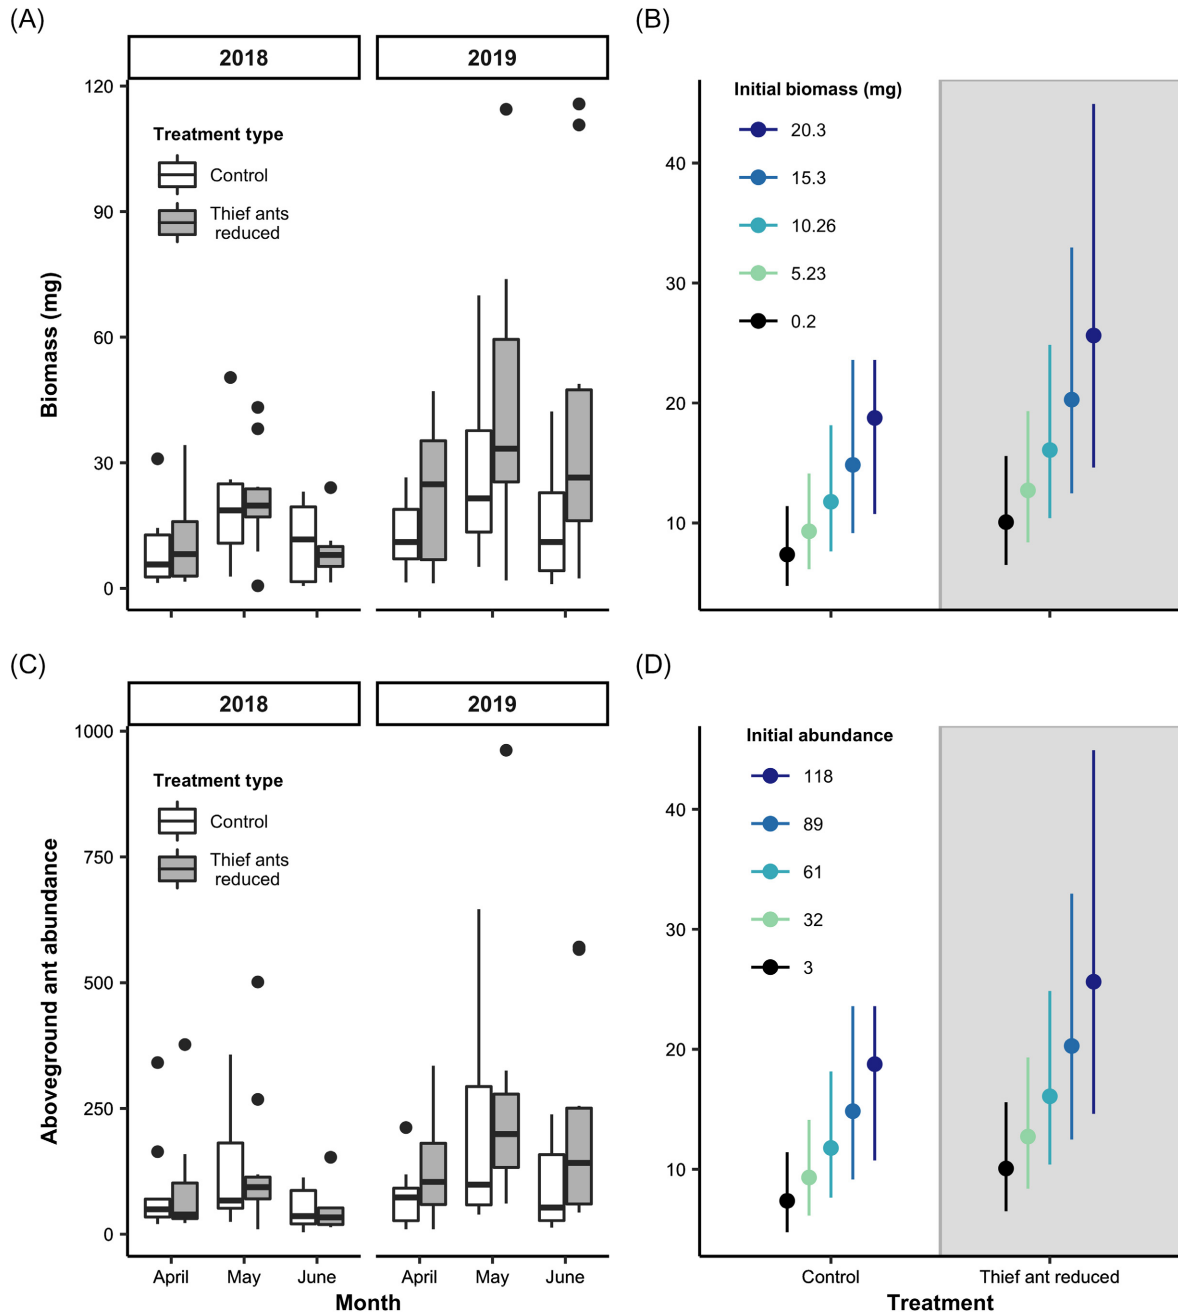 (A)
2018
2019
Biomass (mg)
120
90
60
30
0
Treatment type
Control
Thief ants
reduced
(B)
Initial biomass (mg)
20.3
15.3
10.26
5.23
0.2
40
30
20
10
(C)
2018
2019
Aboveground ant abundance
1000
750
500
250
0
Treatment type
Control
Thief ants
reduced
April
May
June
April
May
June
Month
(D)
Initial abundance
118
89
61
32
3
40
30
20
10
Control
Thief ant reduced
Treatment